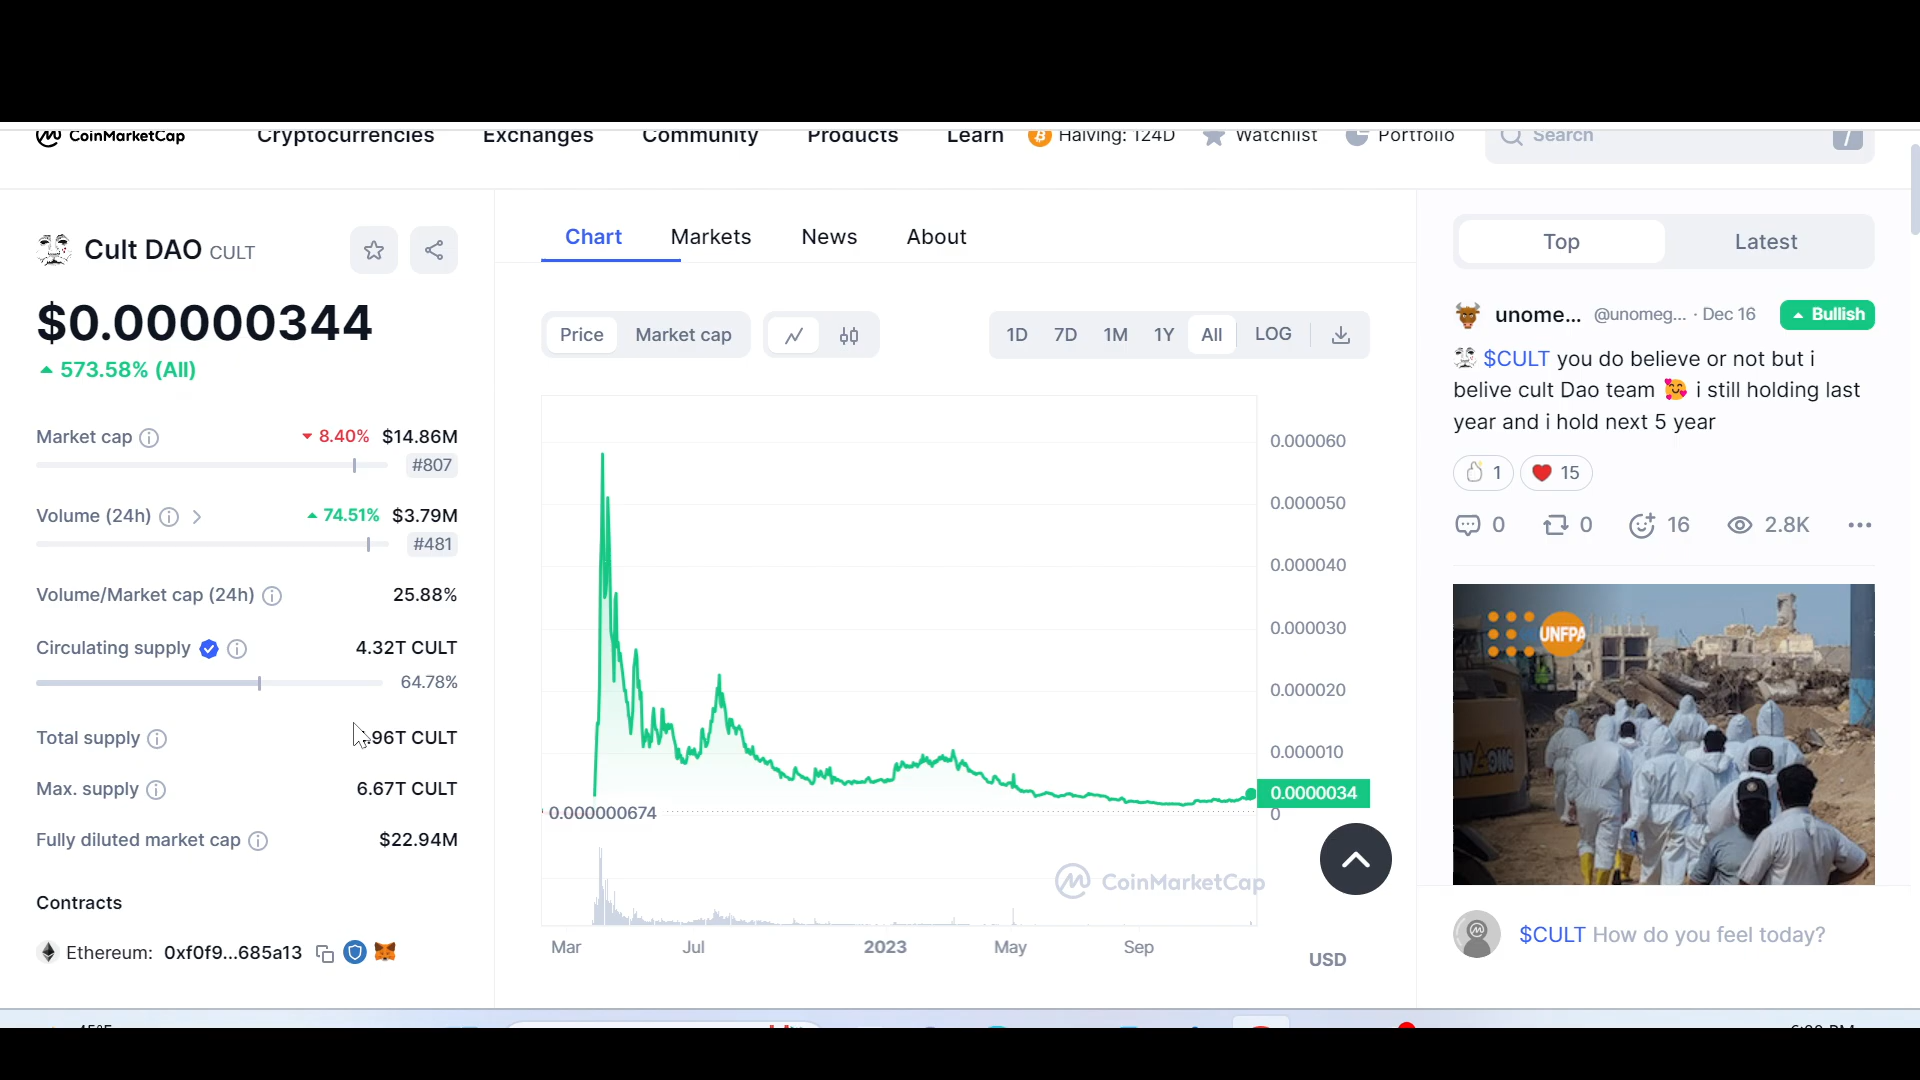 CoinMarketCap
Cryptocurrencies Exchanges Community Products Learn Halving: 124D Watchlist Portfolio Search /
Cult DAO CULT
$0.00000344
573.58% (All)
Market cap 8.40% $14.86M
#807
Volume (24h) 74.51% $3.79M
#481
Volume/Market cap (24h) 25.88%
Circulating supply 4.32T CULT
64.78%
Total supply .96T CULT
Max. supply 6.67T CULT
Fully diluted market cap $22.94M
Contracts
Ethereum: 0xf0f9...685a13
Chart Markets News About
Price Market cap 1D 7D 1M 1Y All LOG
0.000060
0.000050
0.000040
0.000030
0.000020
0.000010
0.0000034
0
0.000000674
CoinMarketCap
Mar Jul 2023 May Sep
USD
Top Latest
unome... @unomeg... · Dec 16 Bullish
$CULT you do believe or not but i
belive cult Dao team i still holding last
year and i hold next 5 year
1 15
0 0 16 2.8K
UNFPA
$CULT How do you feel today?